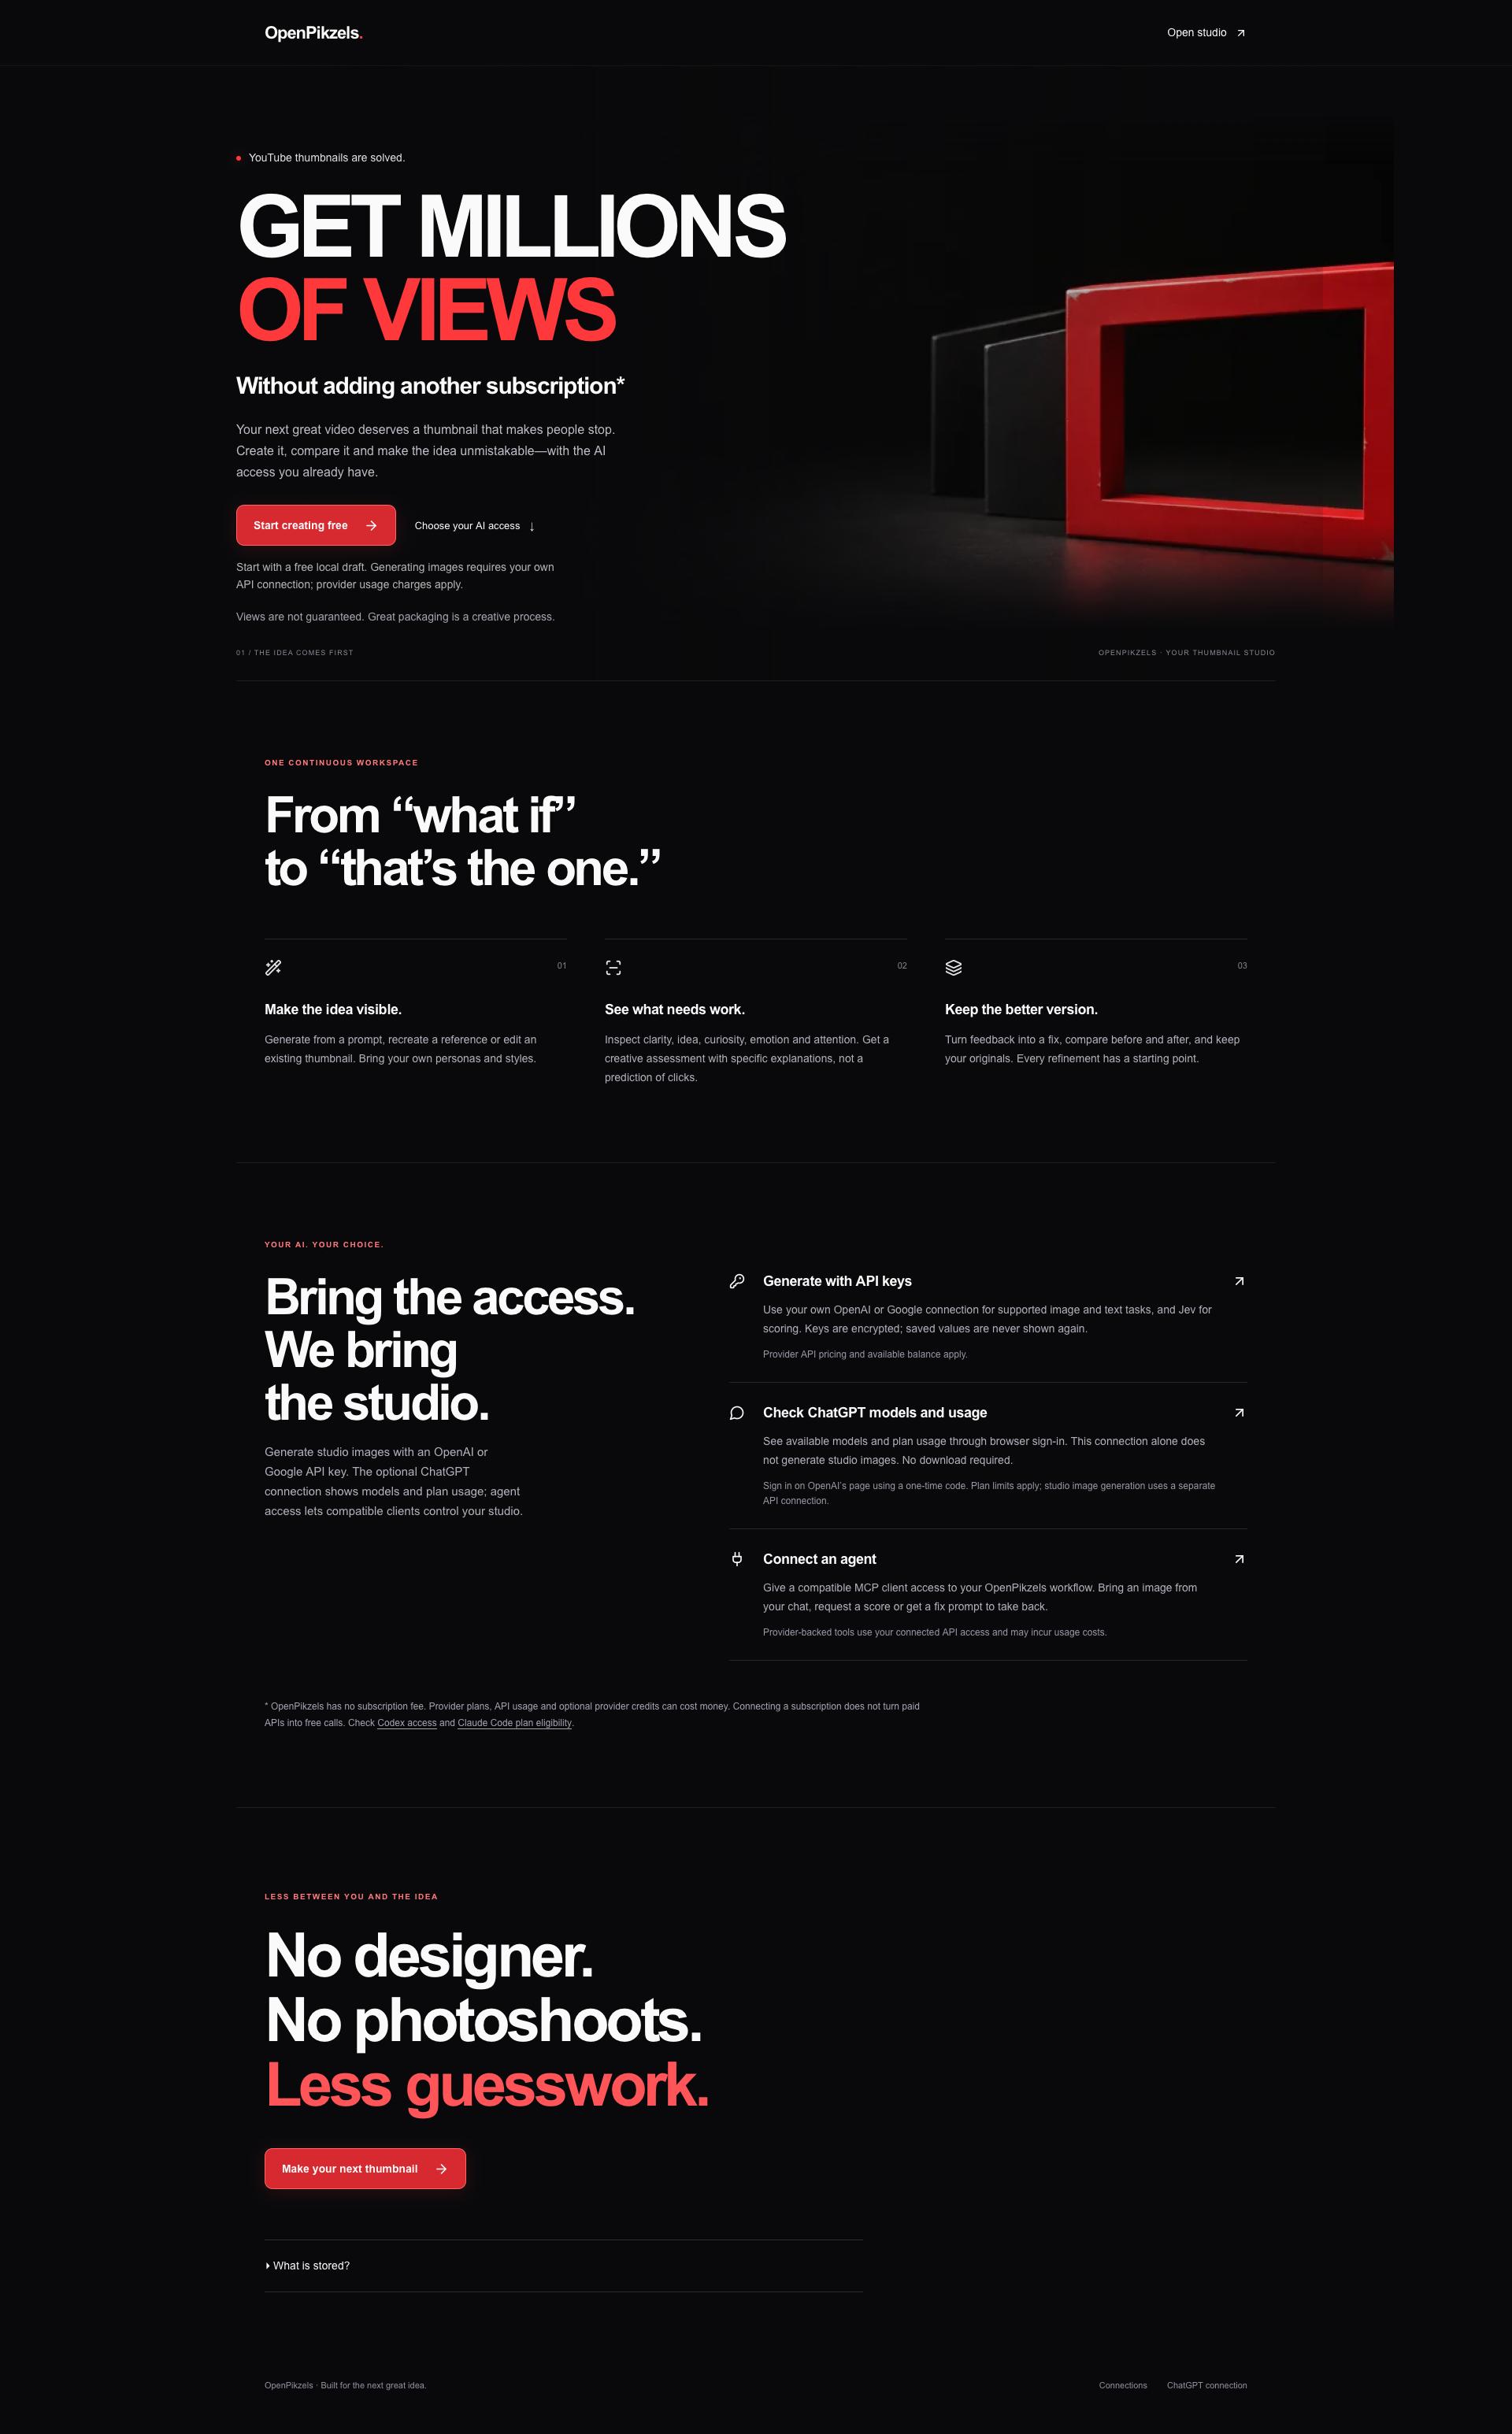 OpenPikzels.
Open studio
YouTube thumbnails are solved.
GET MILLIONS
OF VIEWS
Without adding another subscription*
Your next great video deserves a thumbnail that makes people stop.
Create it, compare it and make the idea unmistakable—with the AI
access you already have.
Start creating free →
Choose your AI access ↓
Start with a free local draft. Generating images requires your own
API connection; provider usage charges apply.
Views are not guaranteed. Great packaging is a creative process.
01 / THE IDEA COMES FIRST
OPENPIKZELS · YOUR THUMBNAIL STUDIO
ONE CONTINUOUS WORKSPACE
From “what if”
to “that’s the one.”
01
Make the idea visible.
Generate from a prompt, recreate a reference or edit an
existing thumbnail. Bring your own personas and styles.
02
See what needs work.
Inspect clarity, idea, curiosity, emotion and attention. Get a
creative assessment with specific explanations, not a
prediction of clicks.
03
Keep the better version.
Turn feedback into a fix, compare before and after, and keep
your originals. Every refinement has a starting point.
YOUR AI. YOUR CHOICE.
Bring the access.
We bring
the studio.
Generate studio images with an OpenAI or
Google API key. The optional ChatGPT
connection shows models and plan usage; agent
access lets compatible clients control your studio.
Generate with API keys
Use your own OpenAI or Google connection for supported image and text tasks, and Jev for
scoring. Keys are encrypted; saved values are never shown again.
Provider API pricing and available balance apply.
Check ChatGPT models and usage
See available models and plan usage through browser sign-in. This connection alone does
not generate studio images. No download required.
Sign in on OpenAI’s page using a one-time code. Plan limits apply; studio image generation uses a separate
API connection.
Connect an agent
Give a compatible MCP client access to your OpenPikzels workflow. Bring an image from
your chat, request a score or get a fix prompt to take back.
Provider-backed tools use your connected API access and may incur usage costs.
* OpenPikzels has no subscription fee. Provider plans, API usage and optional provider credits can cost money. Connecting a subscription does not turn paid
APIs into free calls. Check Codex access and Claude Code plan eligibility.
LESS BETWEEN YOU AND THE IDEA
No designer.
No photoshoots.
Less guesswork.
Make your next thumbnail →
What is stored?
OpenPikzels · Built for the next great idea.
Connections
ChatGPT connection